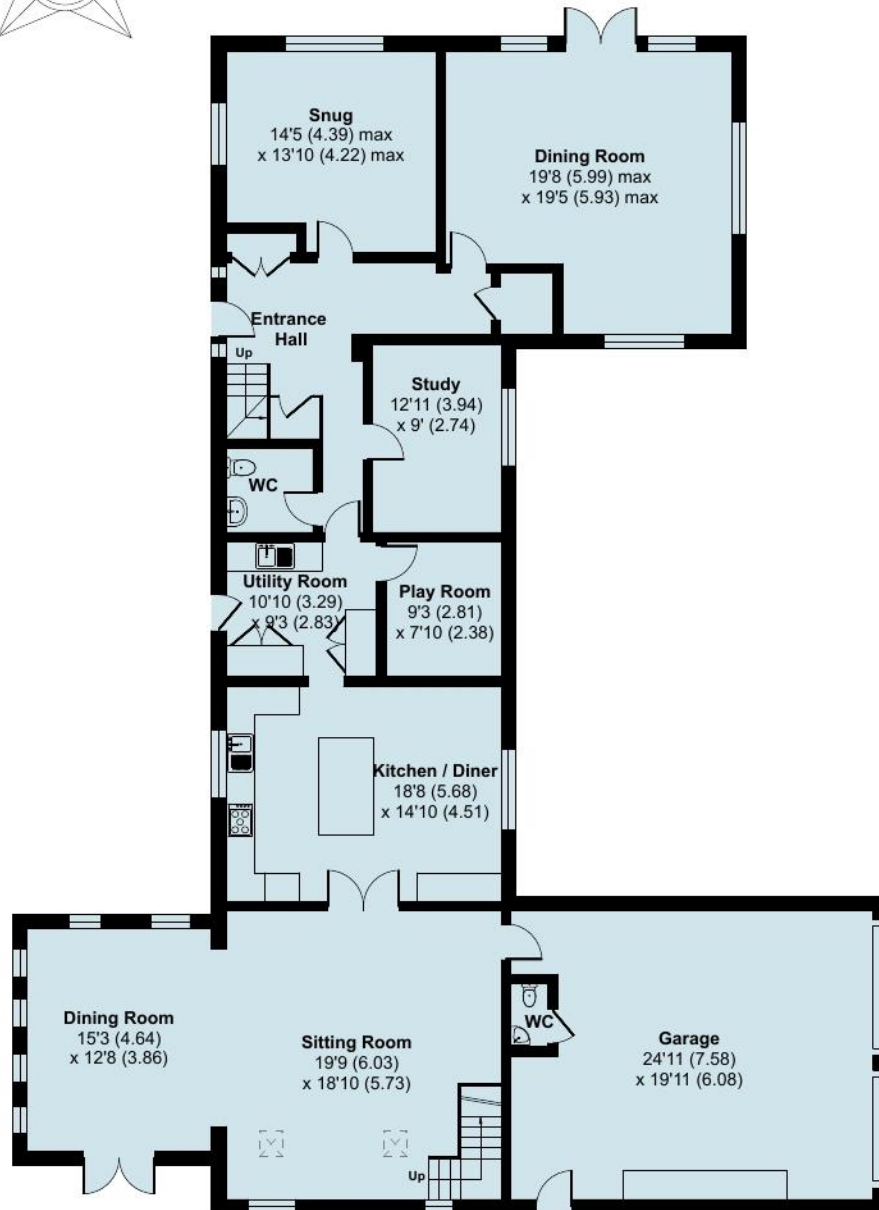 Snug
14'5 (4.39) max
x 13'10 (4.22) max
Dining Room
19'8 (5.99) max
x 19'5 (5.93) max
Entrance
Hall
Up
Study
12'11 (3.94)
x 9' (2.74)
WC
Utility Room
10'10 (3.29)
x 9'3 (2.83)
Play Room
9'3 (2.81)
x 7'10 (2.38)
Kitchen / Diner
18'8 (5.68)
x 14'10 (4.51)
Dining Room
15'3 (4.64)
x 12'8 (3.86)
Sitting Room
19'9 (6.03)
x 18'10 (5.73)
Up
WC
Garage
24'11 (7.58)
x 19'11 (6.08)